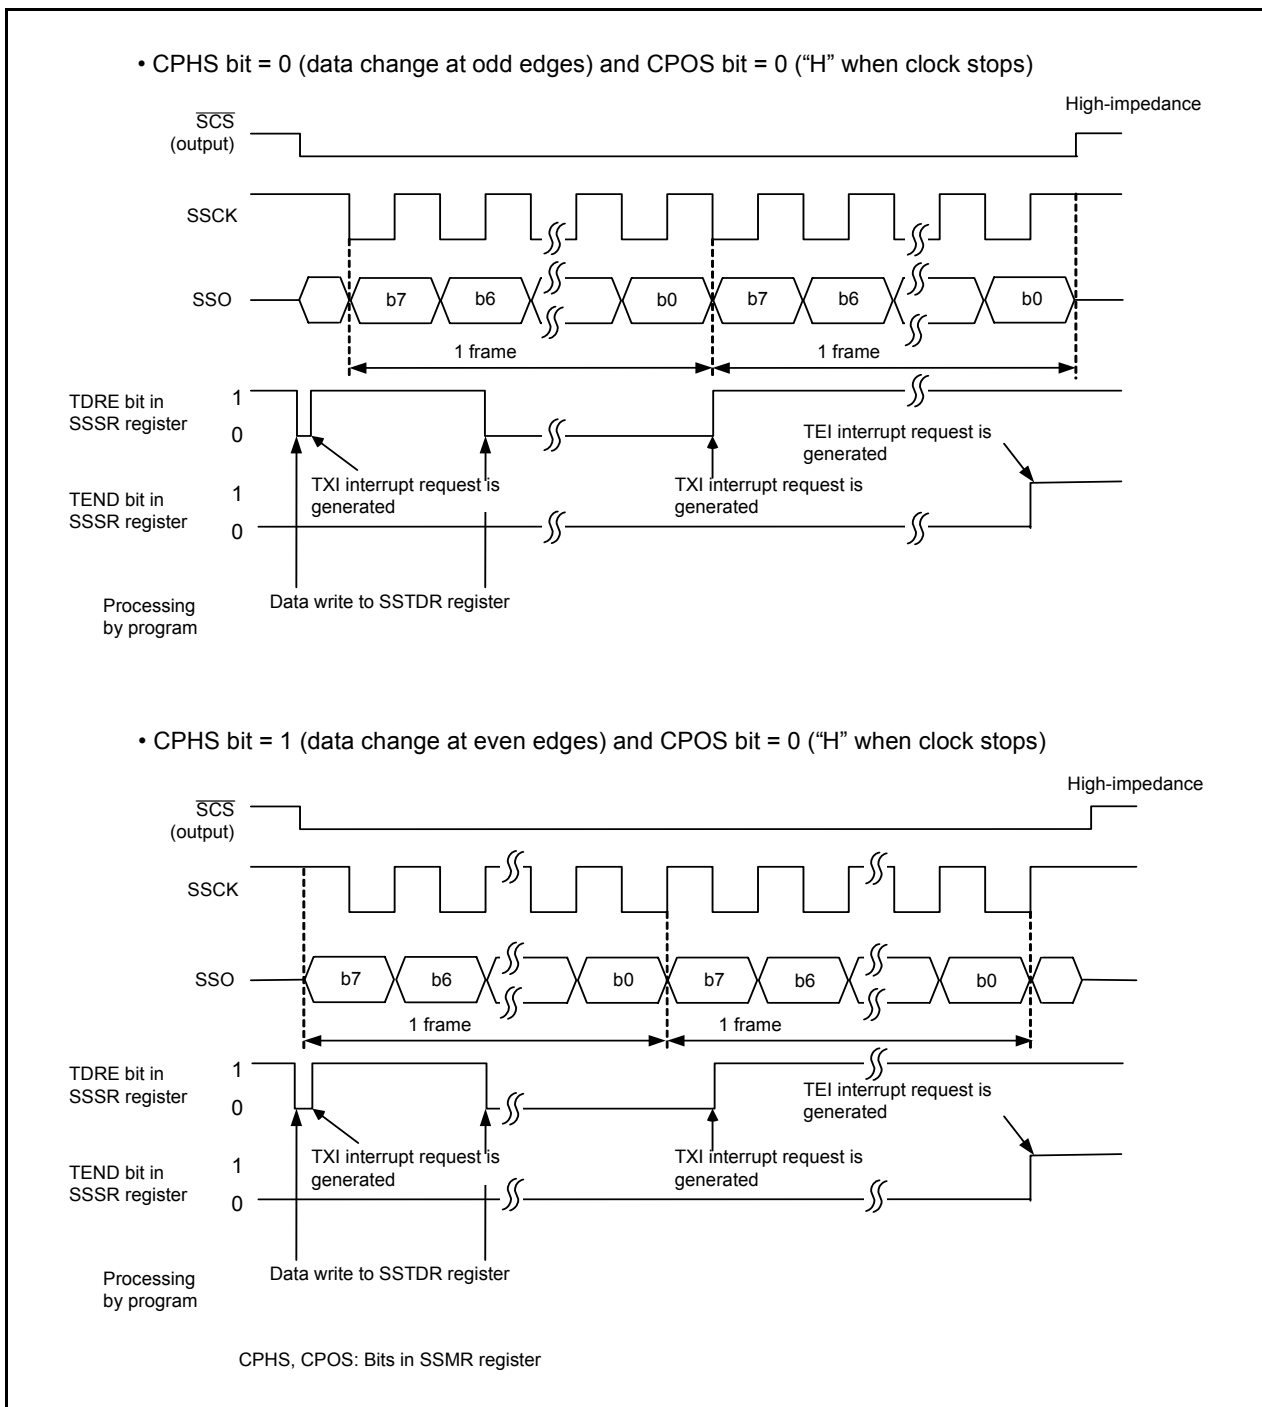 • CPHS bit = 0 (data change at odd edges) and CPOS bit = 0 (“H” when clock stops)
High-impedance
SCS
(output)
SSCK
SSO
b7
b6
b0
b7
b6
b0
1 frame
1 frame
TDRE bit in
SSSR register
1
0
TEI interrupt request is
generated
TXI interrupt request is
generated
TXI interrupt request is
generated
TEND bit in
SSSR register
1
0
Processing
by program
Data write to SSTDR register
• CPHS bit = 1 (data change at even edges) and CPOS bit = 0 (“H” when clock stops)
High-impedance
SCS
(output)
SSCK
SSO
b7
b6
b0
b7
b6
b0
1 frame
1 frame
TDRE bit in
SSSR register
1
0
TEI interrupt request is
generated
TXI interrupt request is
generated
TXI interrupt request is
generated
TEND bit in
SSSR register
1
0
Processing
by program
Data write to SSTDR register
CPHS, CPOS: Bits in SSMR register